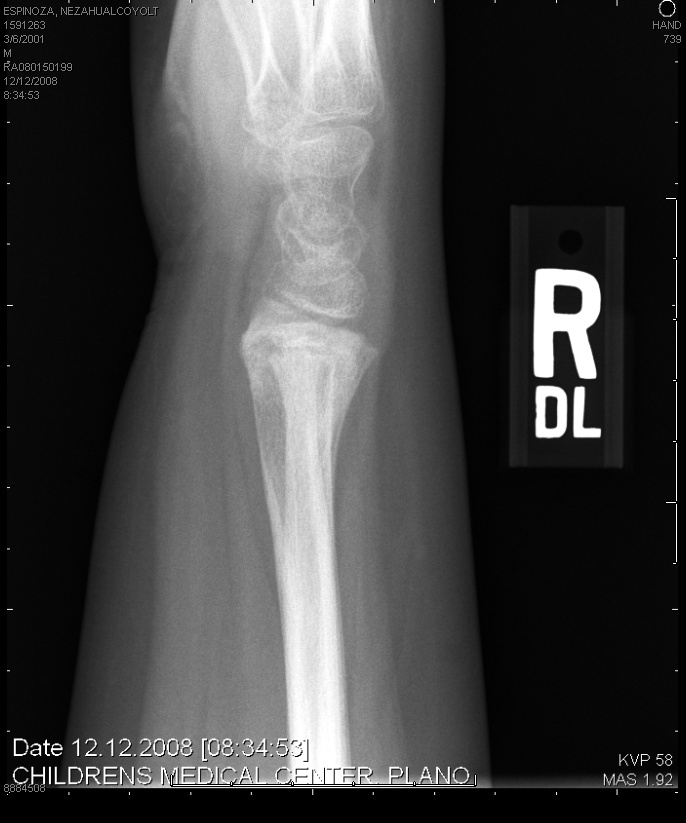 ESPINOZA, NEZAHUALCOYOLT
1591263
3/6/2001
M
RA080150199
12/12/2008
8:34:53
HAND
739
R
DL
Date 12.12.2008 [08:34:53]
KVP 58
CHILDRENS MEDICAL CENTER. PLANO
MAS 1.92
8884508